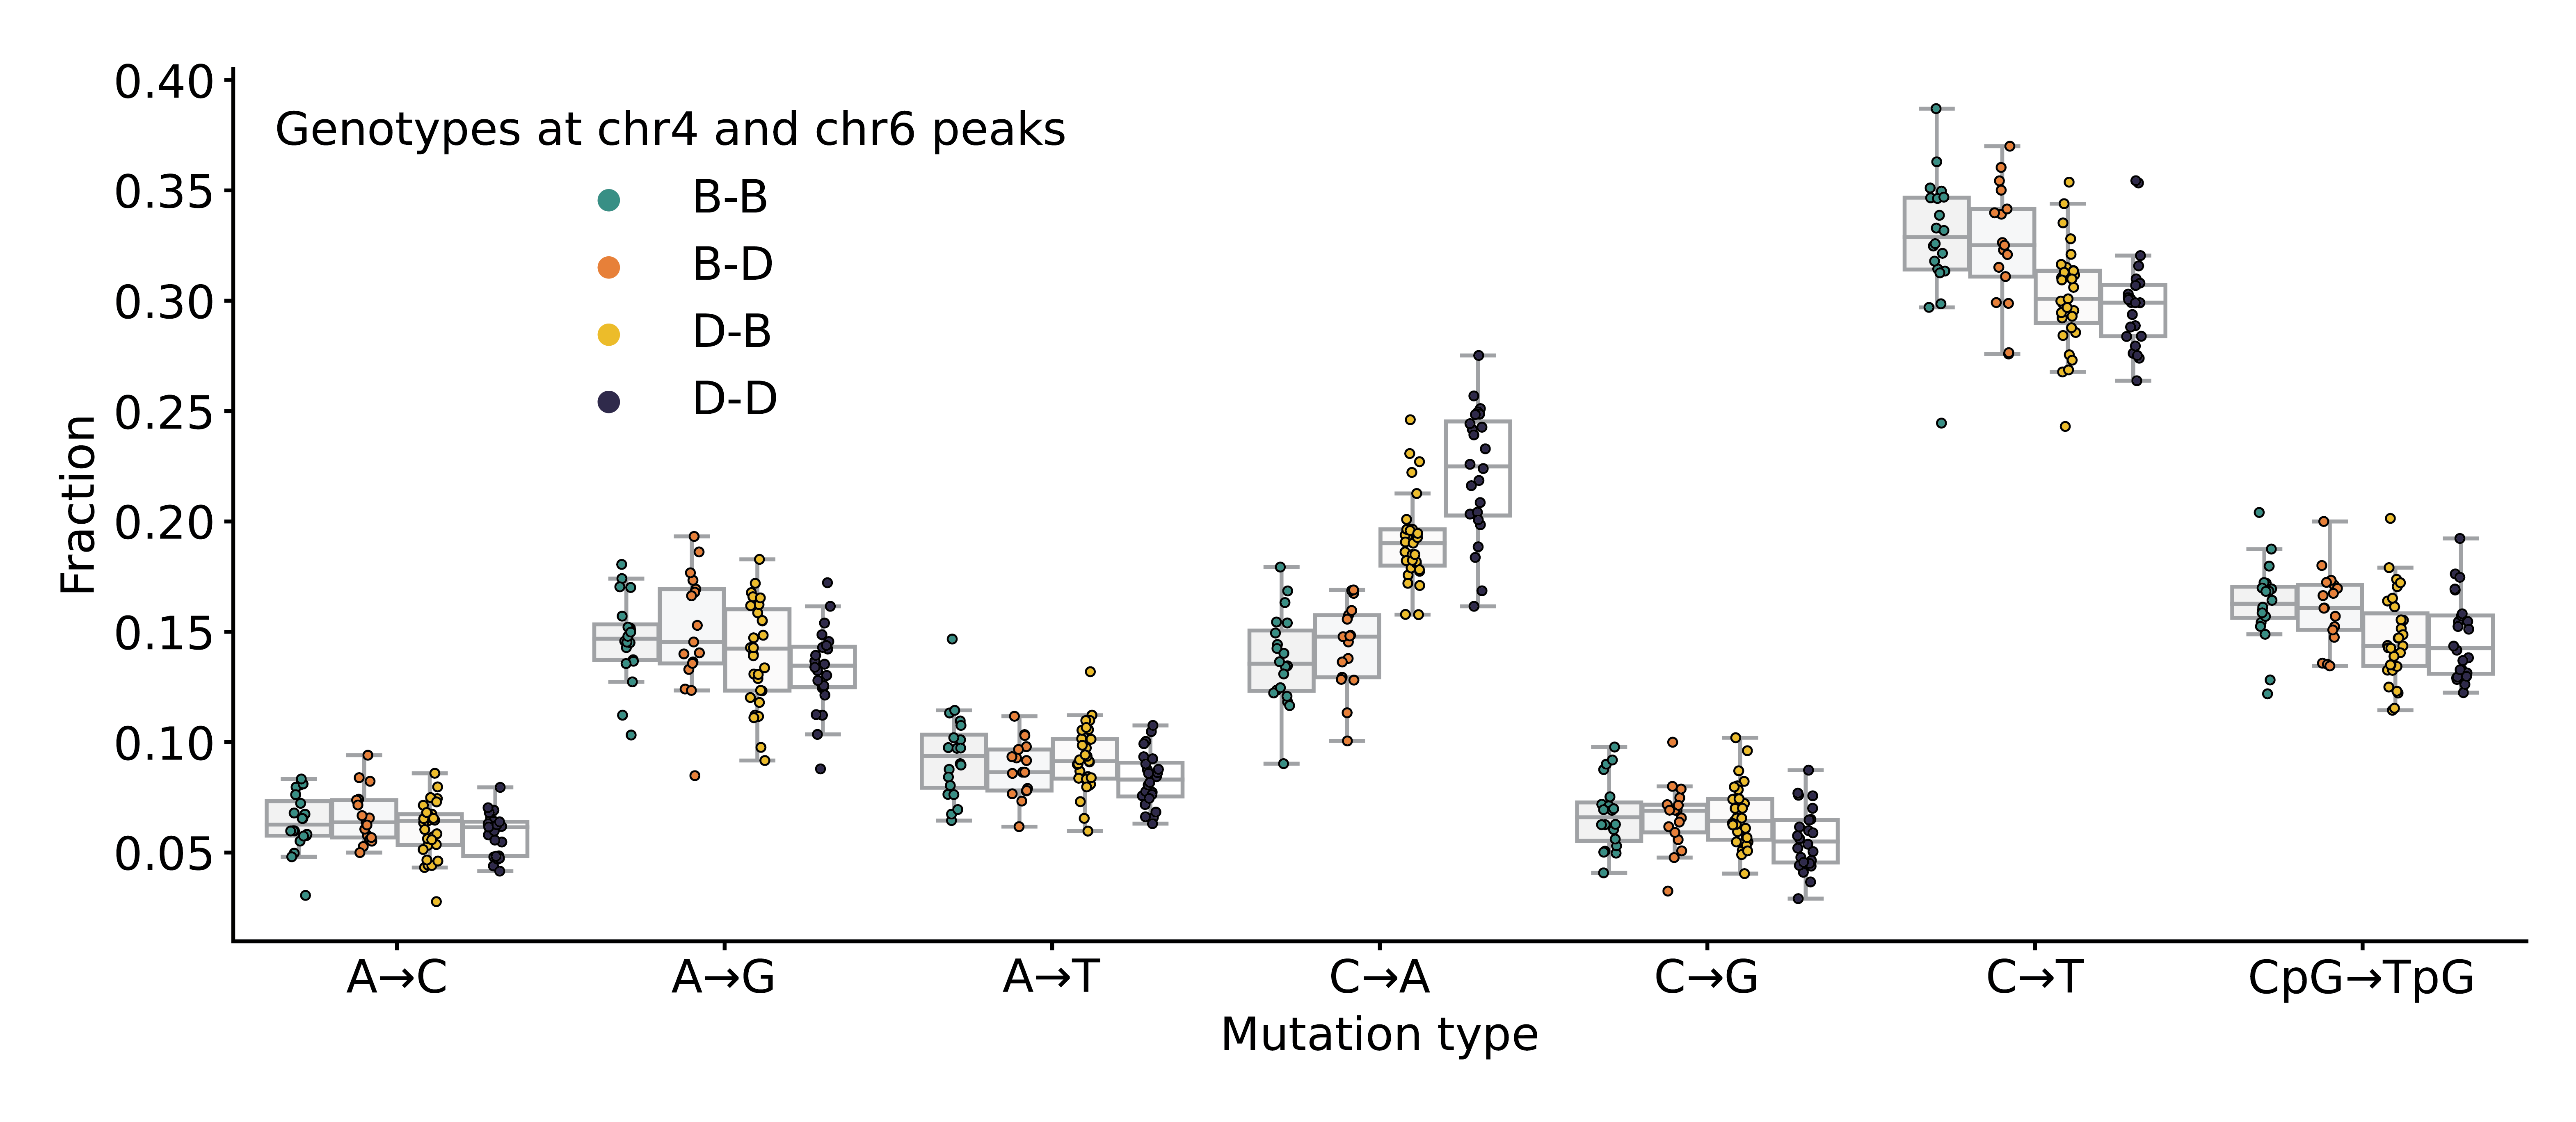 0.40
Genotypes at chr4 and chr6 peaks
0.35
B-B
B-D
0.30
D-B
D-D
0.25
Fraction
0.20
0.15
0.10
0.05
A→C A→G A→T C→A C→G C→T CpG→TpG
Mutation type